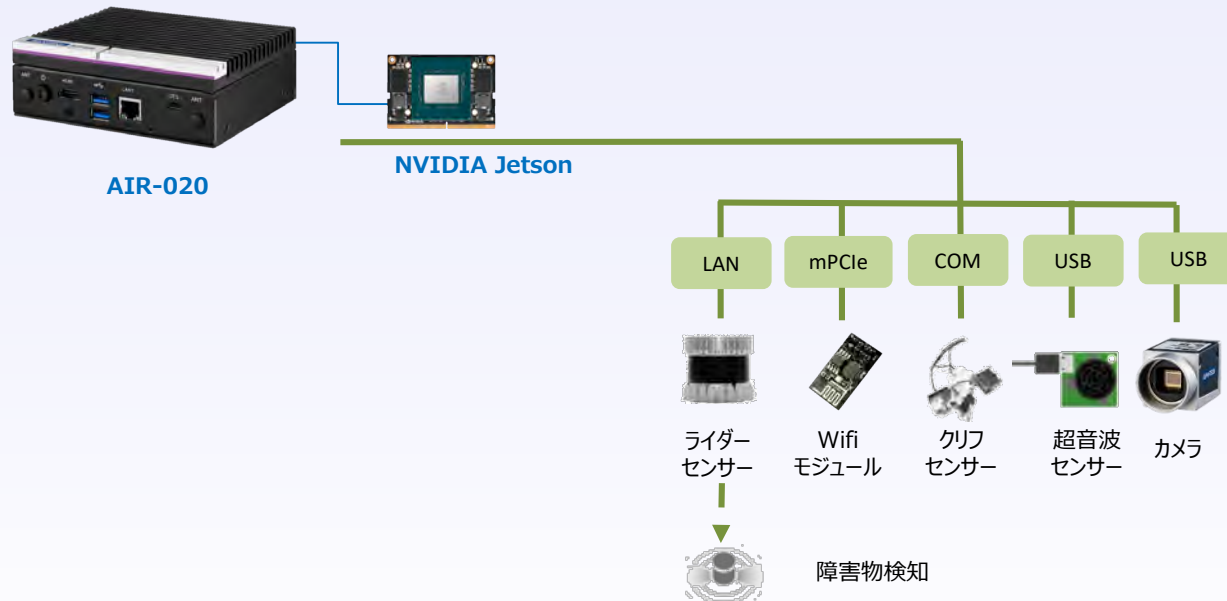 NVIDIA Jetson
AIR-020
LAN
mPCIe
COM
USB
USB
ライダー
センサー
Wifi
モジュール
クリフ
センサー
超音波
センサー
カメラ
障害物検知